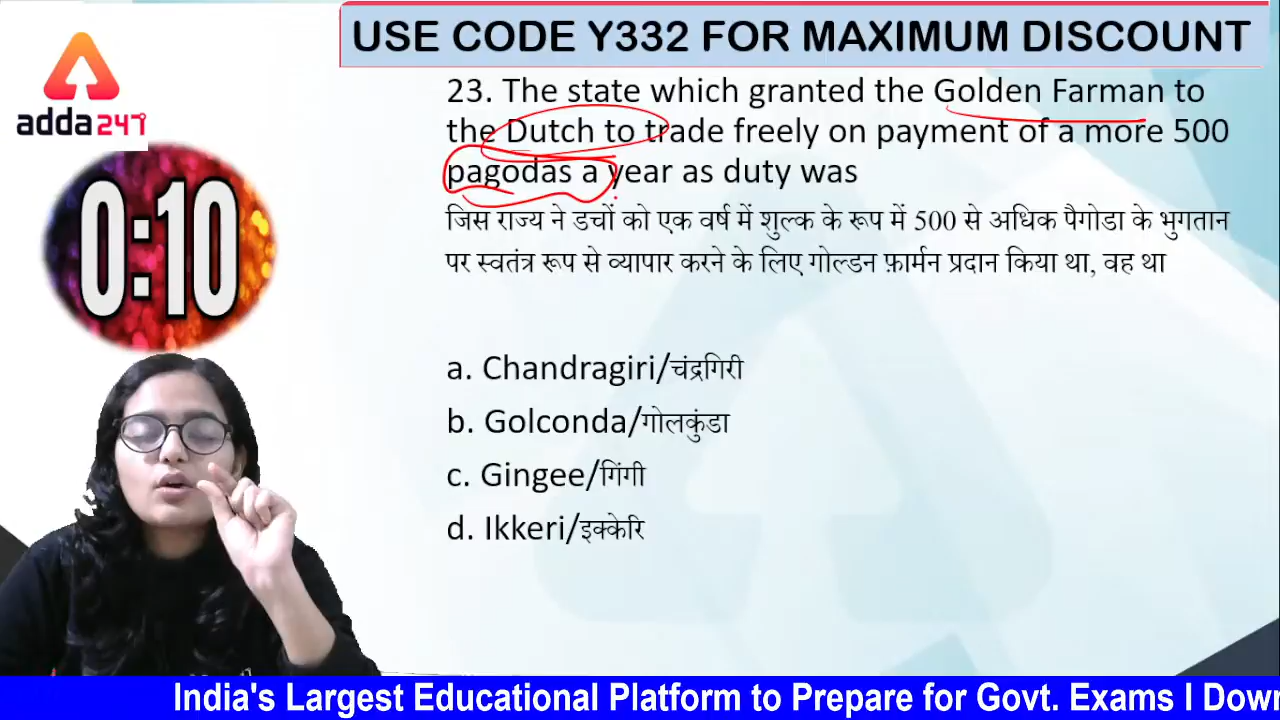 USE CODE Y332 FOR MAXIMUM DISCOUNT
adda247
23. The state which granted the Golden Farman to
the Dutch to trade freely on payment of a more 500
pagodas a year as duty was
0:10
जिस राज्य ने डचों को एक वर्ष में शुल्क के रूप में 500 से अधिक पैगोडा के भुगतान
पर स्वतंत्र रूप से व्यापार करने के लिए गोल्डन फ़ार्मन प्रदान किया था, वह था
a. Chandragiri/चंद्रगिरी
b. Golconda/गोलकुंडा
c. Gingee/गिंगी
d. Ikkeri/इक्केरि
India's Largest Educational Platform to Prepare for Govt. Exams I Down